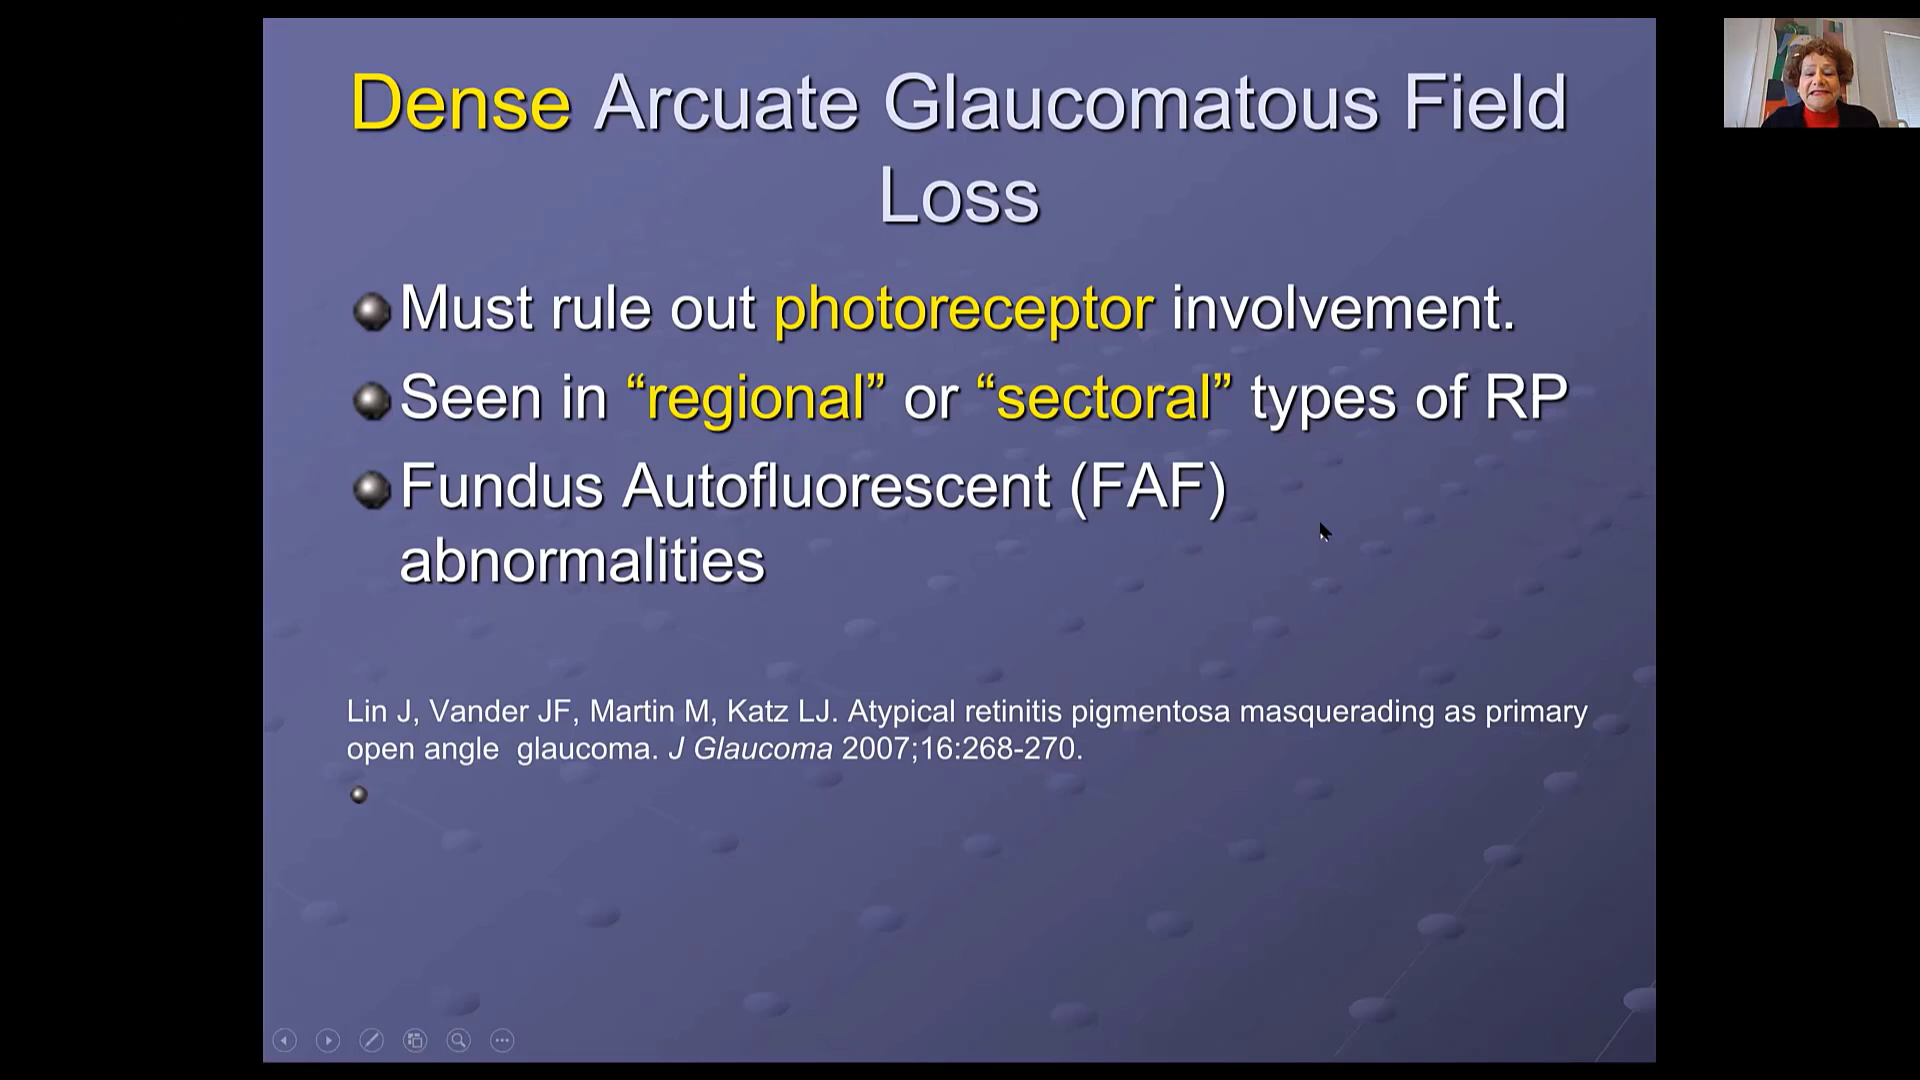 Dense Arcuate Glaucomatous Field
Loss
Must rule out photoreceptor involvement.
Seen in “regional” or “sectoral” types of RP
Fundus Autofluorescent (FAF)
abnormalities
Lin J, Vander JF, Martin M, Katz LJ. Atypical retinitis pigmentosa masquerading as primary
open angle  glaucoma. J Glaucoma 2007;16:268-270.